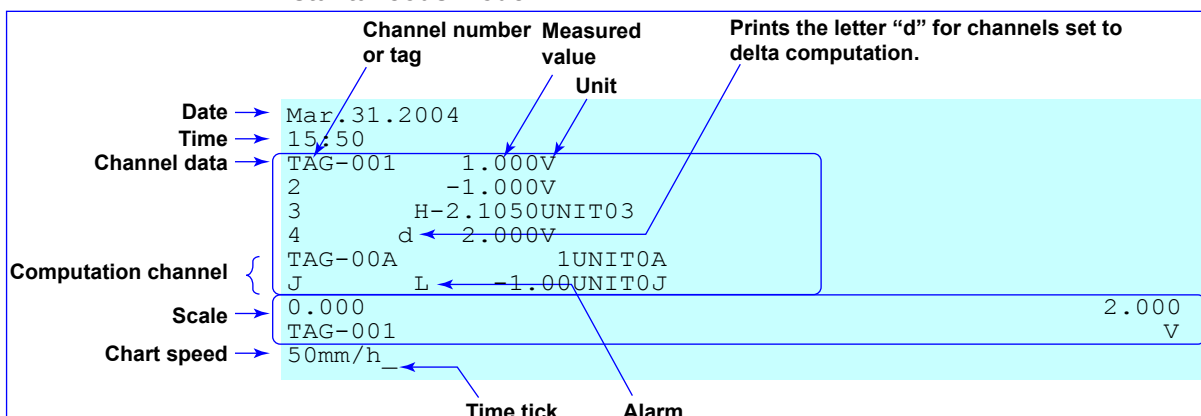 Channel number
or tag
Measured
value
Prints the letter “d” for channels set to
delta computation.
Unit
Date
Mar.31.2004
Time
15:50
Channel data
TAG-001 1.000V
2 -1.000V
3 H-2.1050UNIT03
4 d 2.000V
Computation channel
TAG-00A 1UNIT0A
J L -1.00UNIT0J
Scale
0.000 2.000
TAG-001 V
Chart speed
50mm/h_
Time tick
Alarm